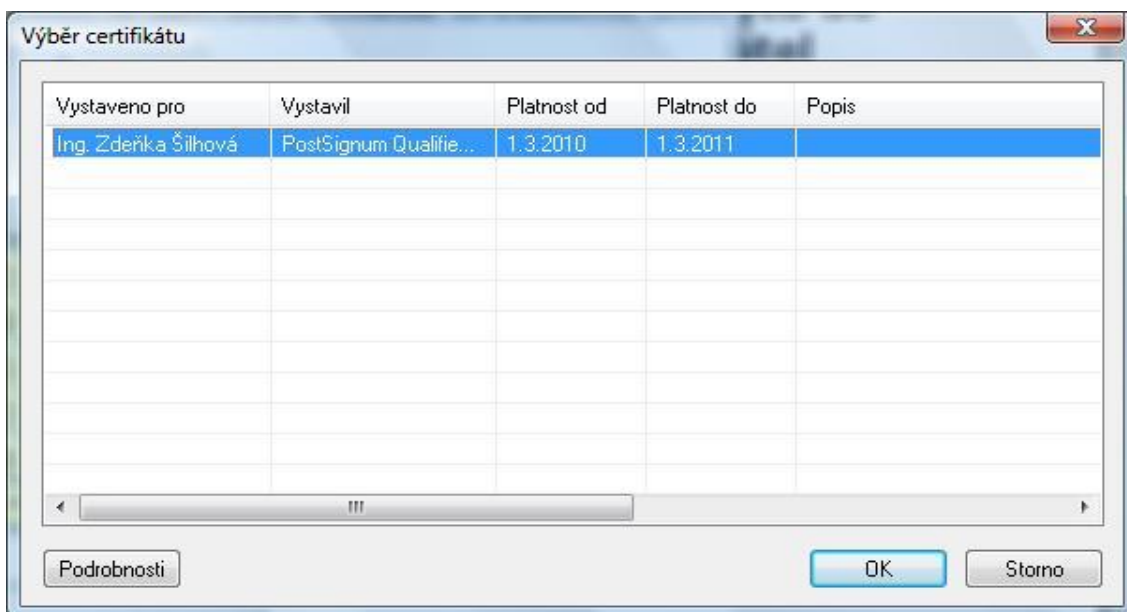 Výběr certifikátu
Vystaveno pro Vystavil Platnost od Platnost do Popis
Ing. Zdeňka Šilhová PostSignum Qualifie... 1.3.2010 1.3.2011
Podrobnosti OK Storno